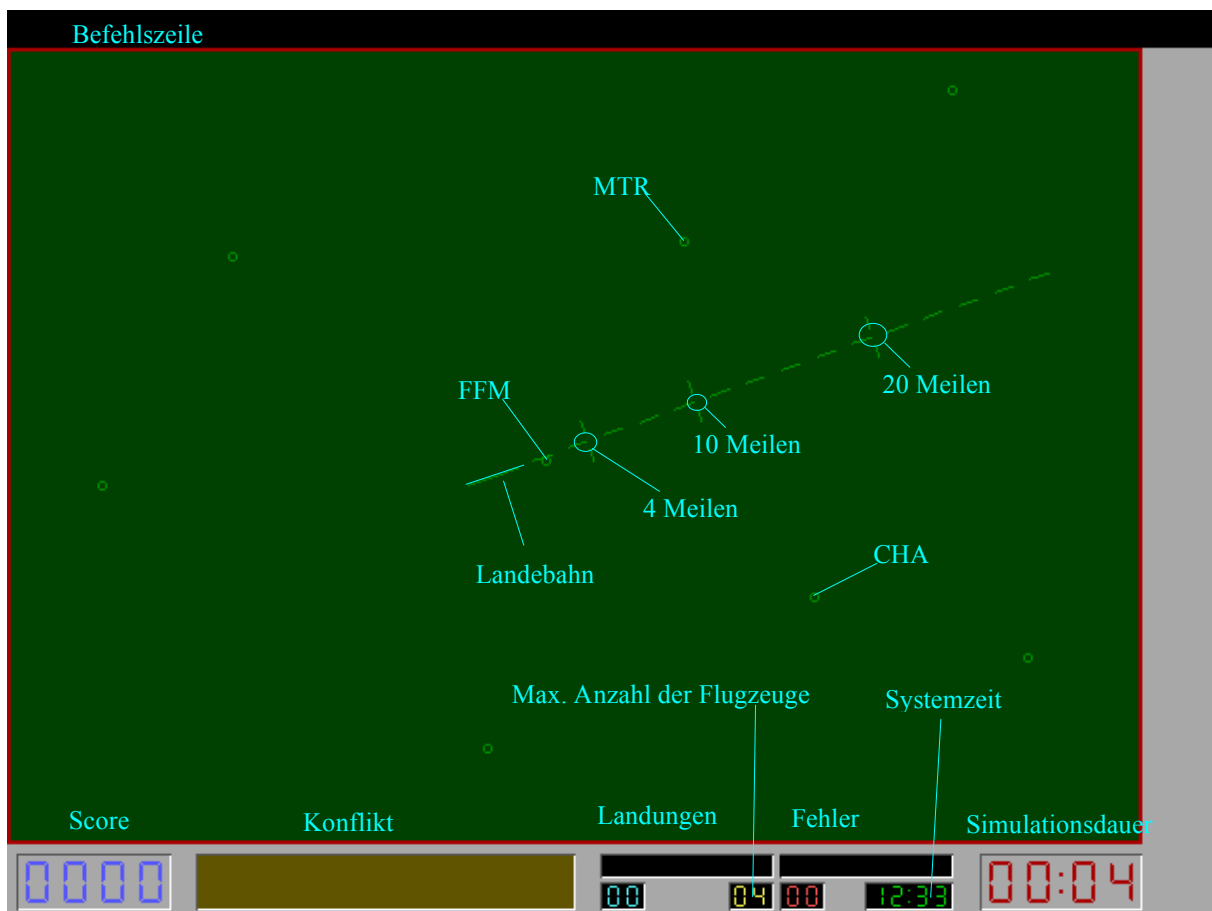 Befehlszeile
MTR
20 Meilen
FFM
10 Meilen
4 Meilen
CHA
Landebahn
Max. Anzahl der Flugzeuge
Systemzeit
Score
Konflikt
Landungen
Fehler
Simulationsdauer
0000
00
04
00
12:33
00:04